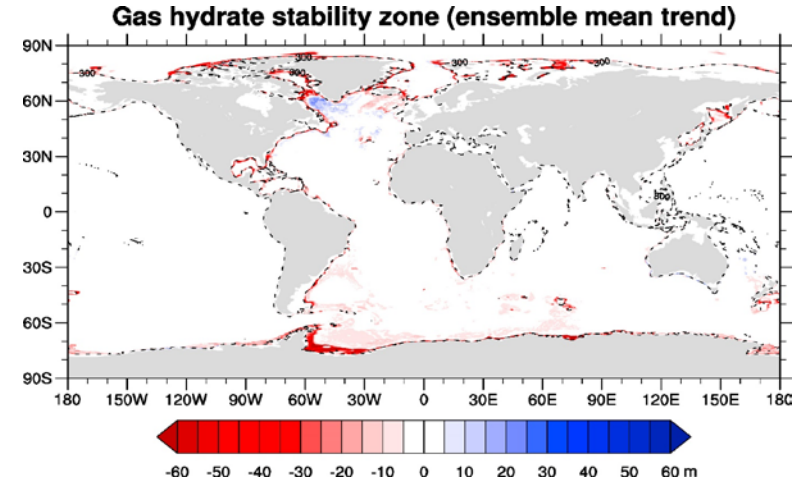 Gas hydrate stability zone (ensemble mean trend)
90N
300
300
300
300
300
60N
30N
300
0
30S
60S
90S
180 150W 120W 90W 60W 30W 0 30E 60E 90E 120E 150E 180
-60 -50 -40 -30 -20 -10 0 10 20 30 40 50 60 m